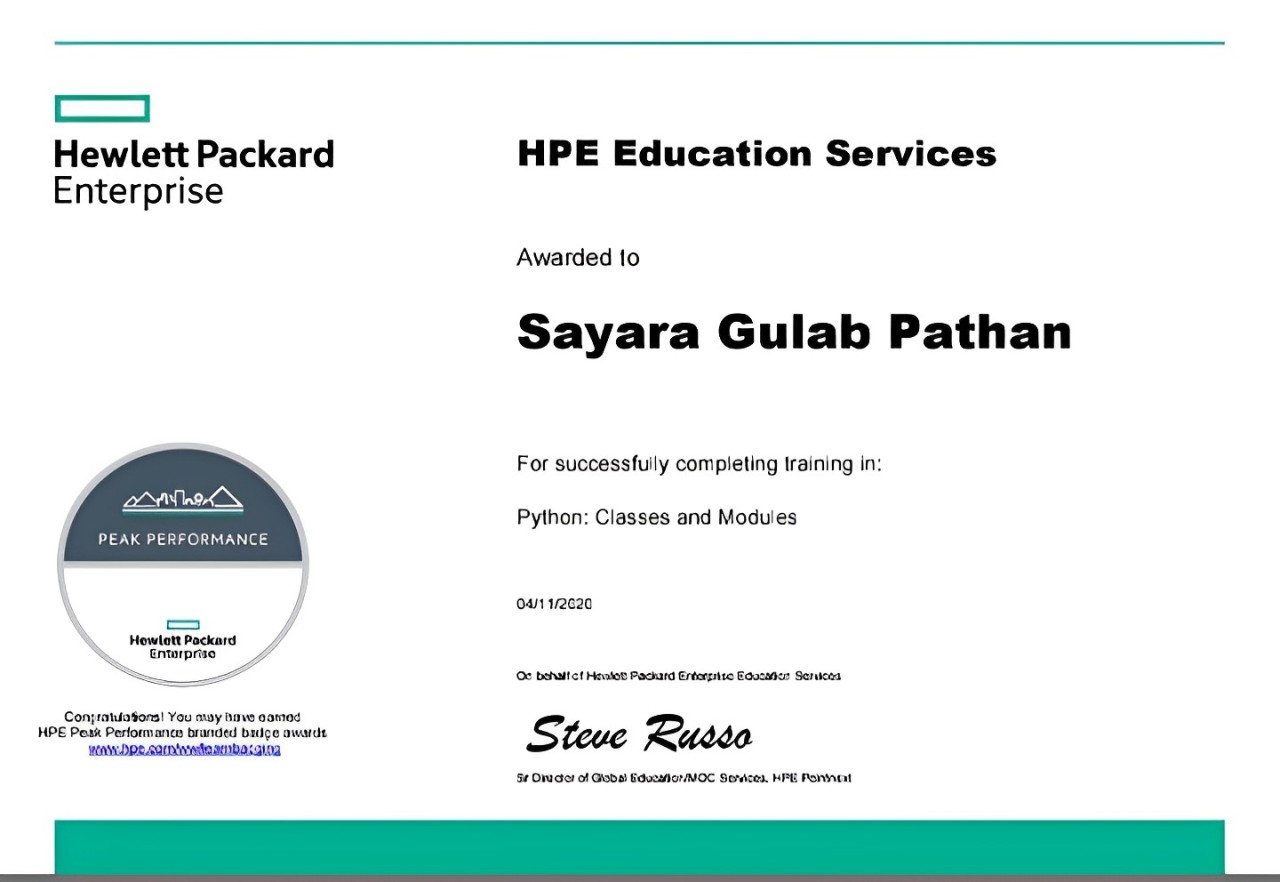 Hewlett Packard
Enterprise
HPE Education Services
Awarded to
Sayara Gulab Pathan
For successfully completing training in:
Python: Classes and Modules
04/11/2020
On behalf of Hewlett Packard Enterprise Education Services
Steve Russo
Sr Director of Global Education/MOC Services, HPE
PEAK PERFORMANCE
Hewlett Packard
Enterprise
Congratulations! You may have earned
HPE Peak Performance branded badge awards